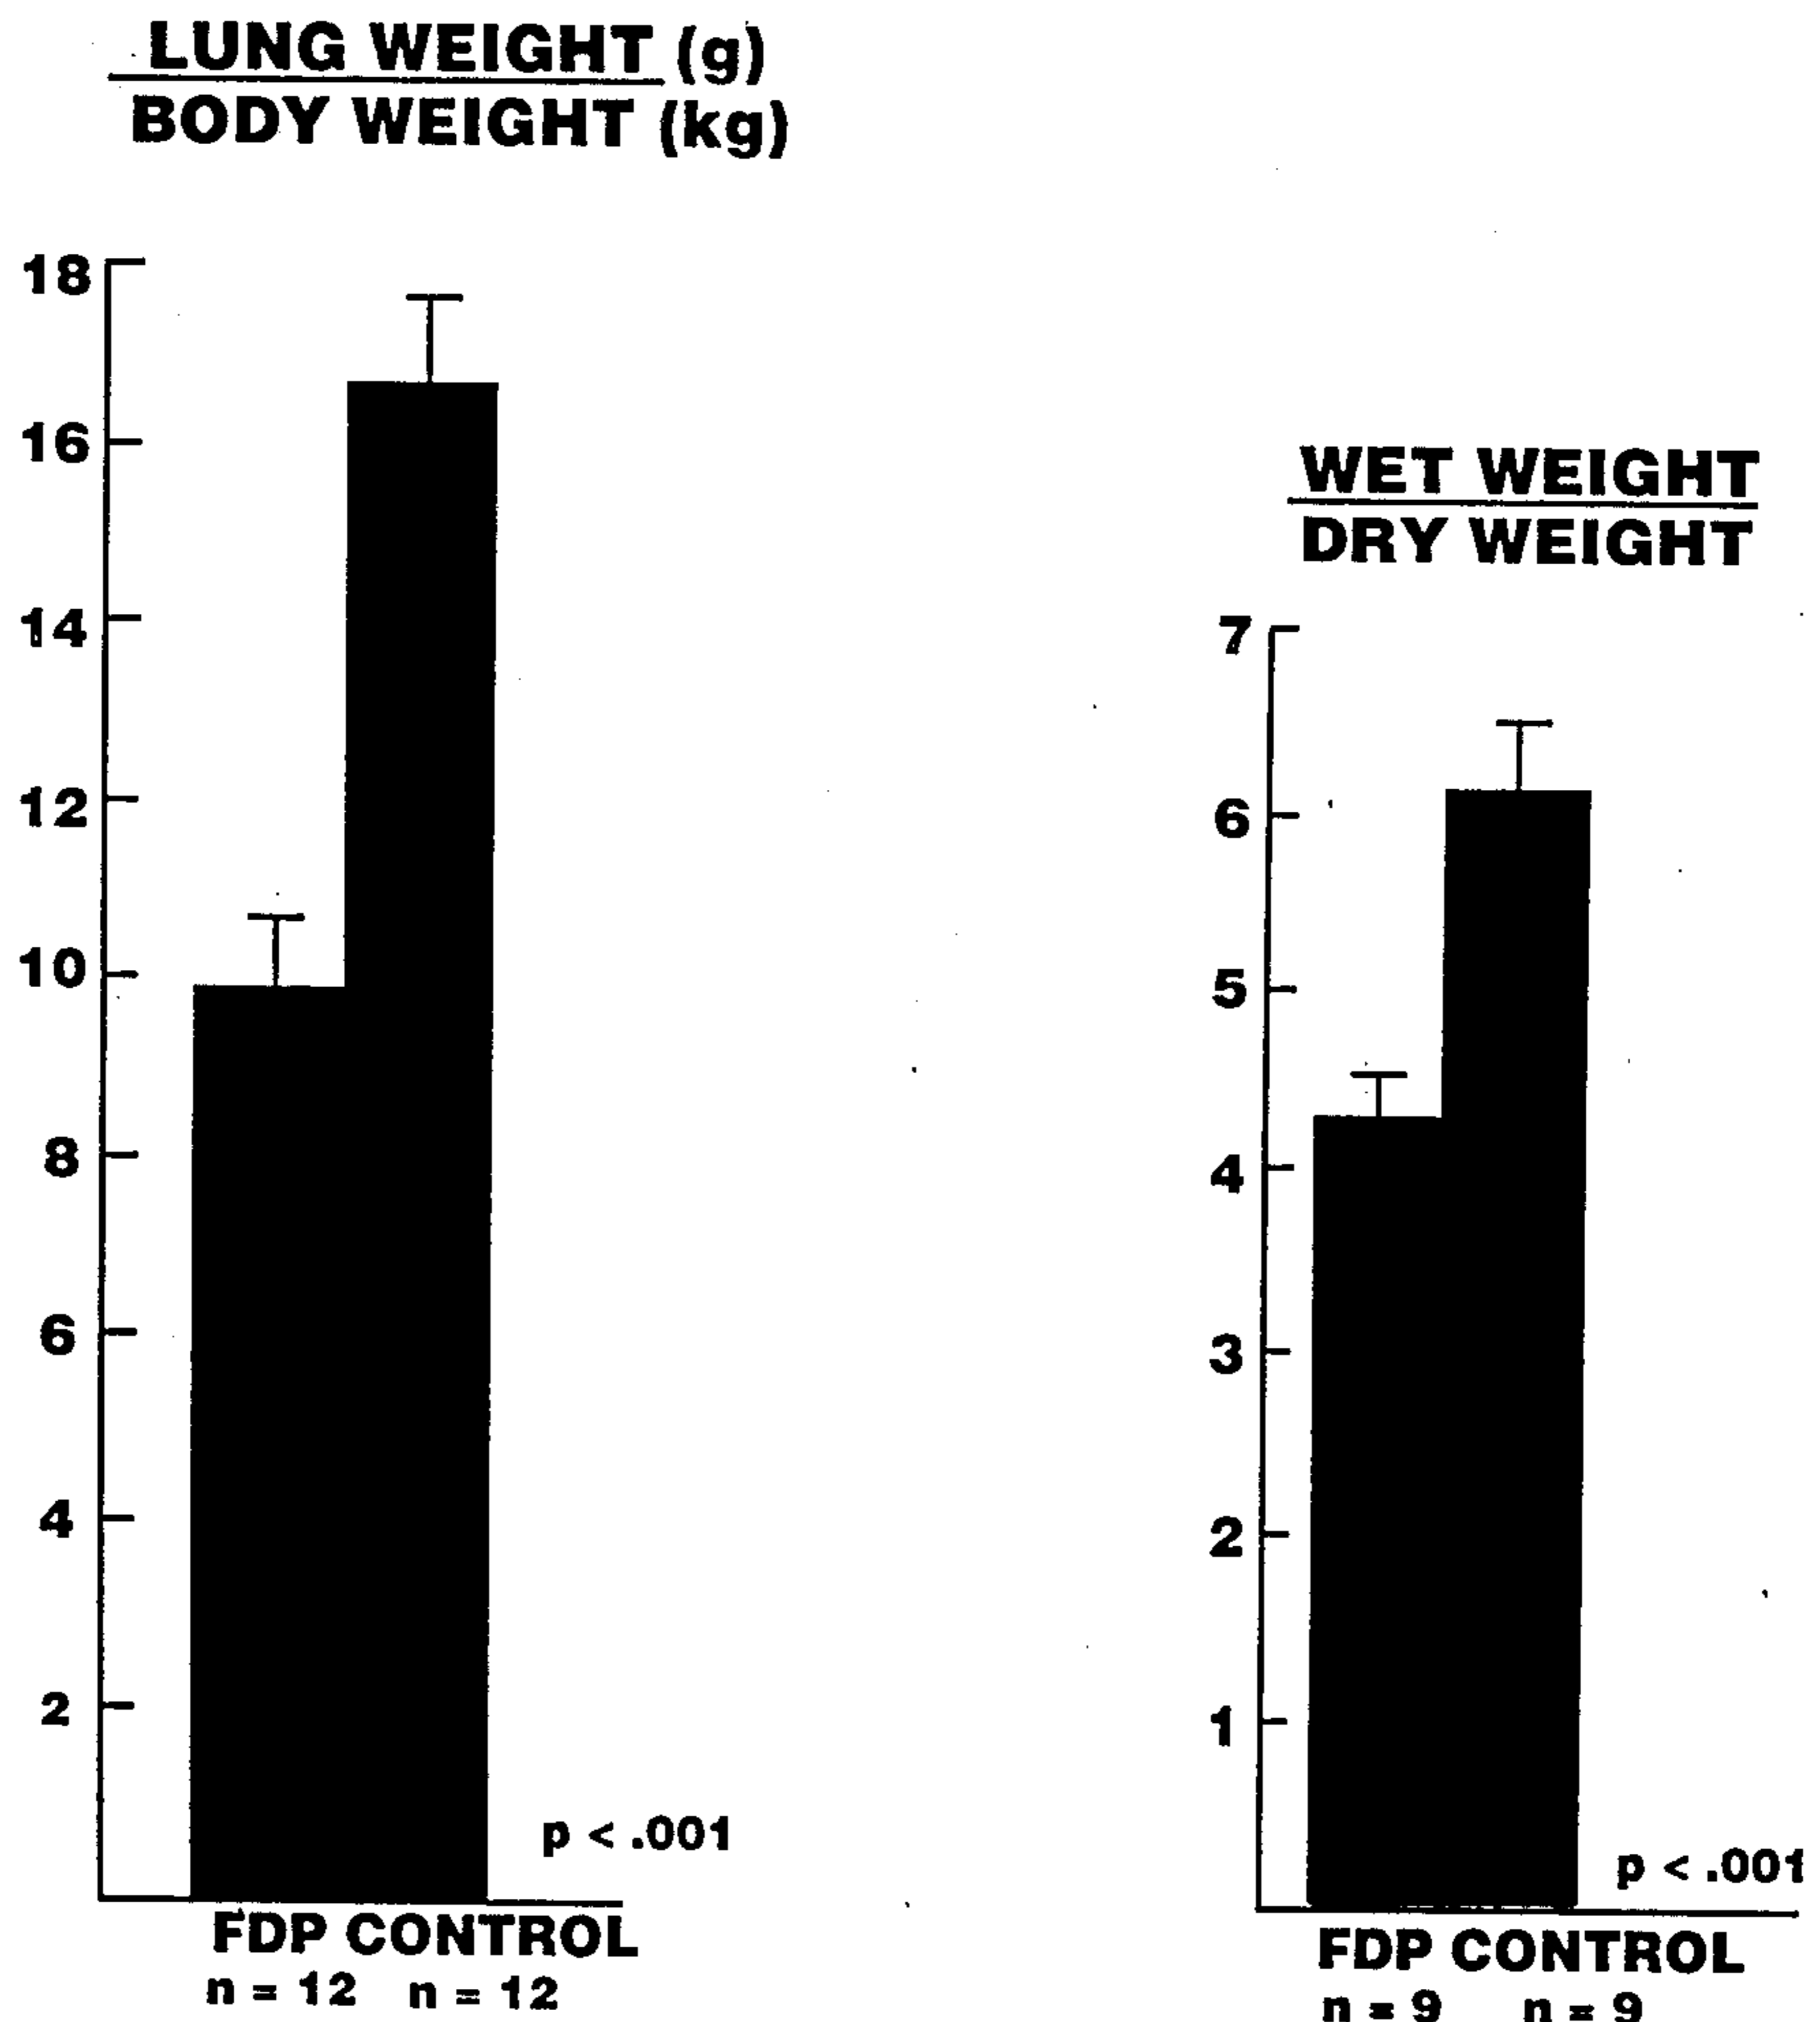 LUNG WEIGHT (g)
BODY WEIGHT (kg)
18
16
14
12
10
8
6
4
2
p < .001
FDP CONTROL
n = 12 n = 12
WET WEIGHT
DRY WEIGHT
7
6
5
4
3
2
1
p < .001
FDP CONTROL
n = 9 n = 9